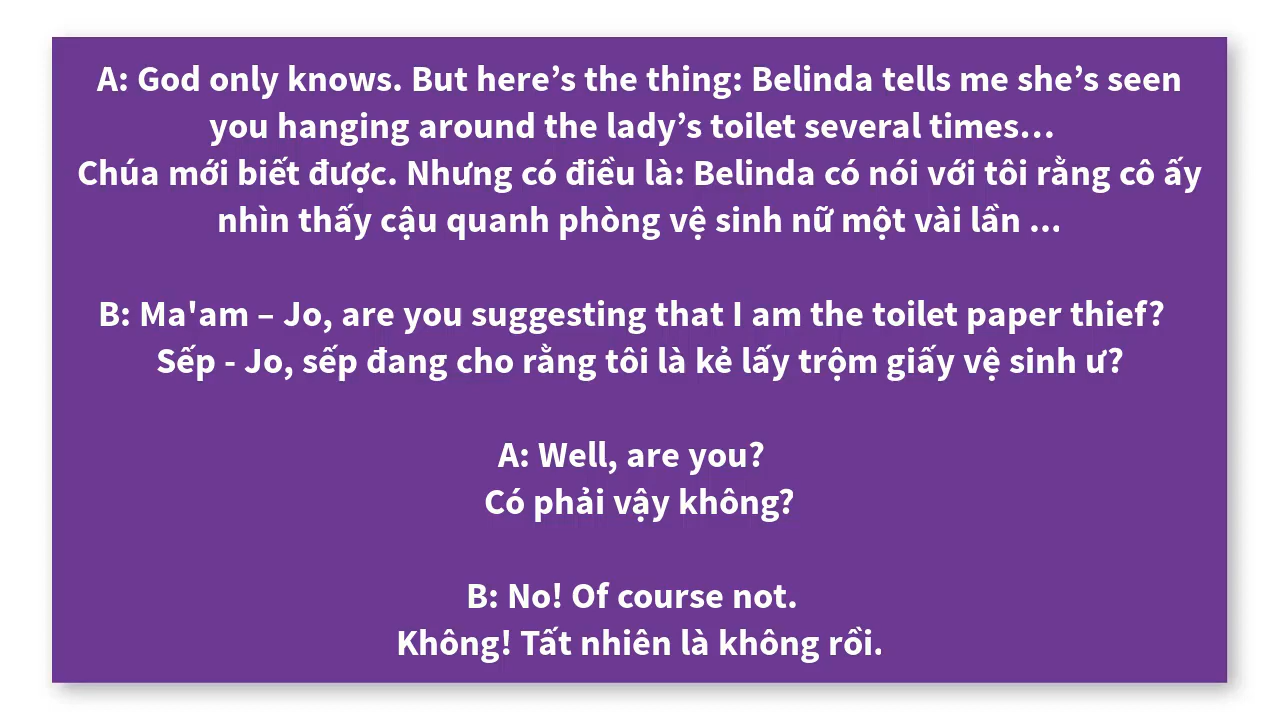 A: God only knows. But here’s the thing: Belinda tells me she’s seen
you hanging around the lady’s toilet several times…
Chúa mới biết được. Nhưng có điều là: Belinda có nói với tôi rằng cô ấy
nhìn thấy cậu quanh phòng vệ sinh nữ một vài lần ...
B: Ma'am – Jo, are you suggesting that I am the toilet paper thief?
Sếp - Jo, sếp đang cho rằng tôi là kẻ lấy trộm giấy vệ sinh ư?
A: Well, are you?
Có phải vậy không?
B: No! Of course not.
Không! Tất nhiên là không rồi.